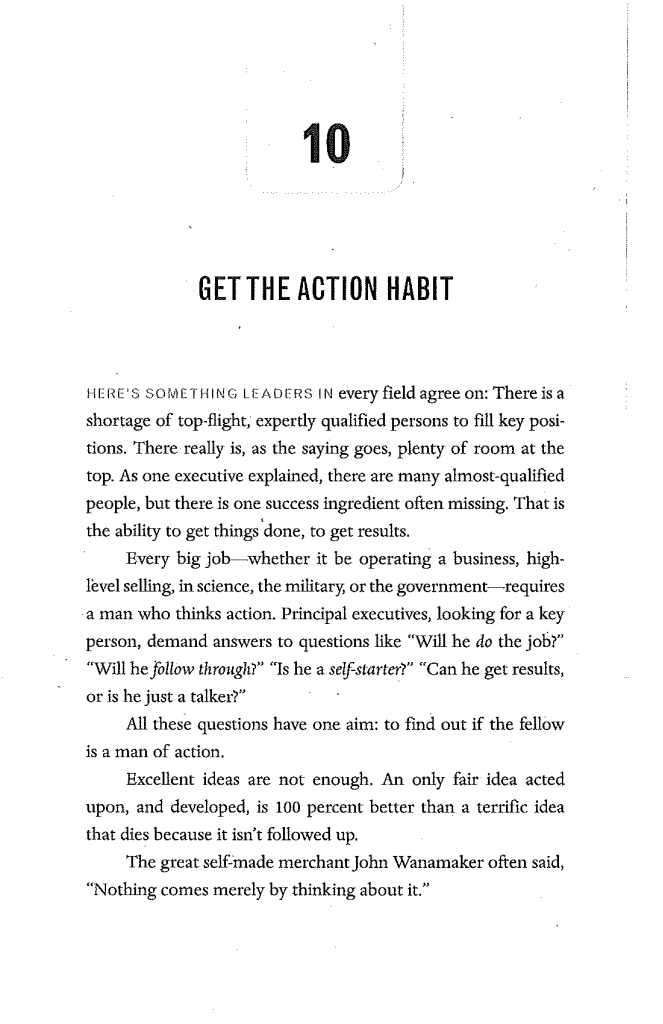 10
GET THE ACTION HABIT
HERE'S SOMETHING LEADERS IN every field agree on: There is a
shortage of top-flight, expertly qualified persons to fill key posi-
tions. There really is, as the saying goes, plenty of room at the
top. As one executive explained, there are many almost-qualified
people, but there is one success ingredient often missing. That is
the ability to get things done, to get results.
Every big job—whether it be operating a business, high-
level selling, in science, the military, or the government—requires
a man who thinks action. Principal executives, looking for a key
person, demand answers to questions like "Will he do the job?"
"Will he follow through?" "Is he a self-starter?" "Can he get results,
or is he just a talker?"
All these questions have one aim: to find out if the fellow
is a man of action.
Excellent ideas are not enough. An only fair idea acted
upon, and developed, is 100 percent better than a terrific idea
that dies because it isn't followed up.
The great self-made merchant John Wanamaker often said,
"Nothing comes merely by thinking about it."